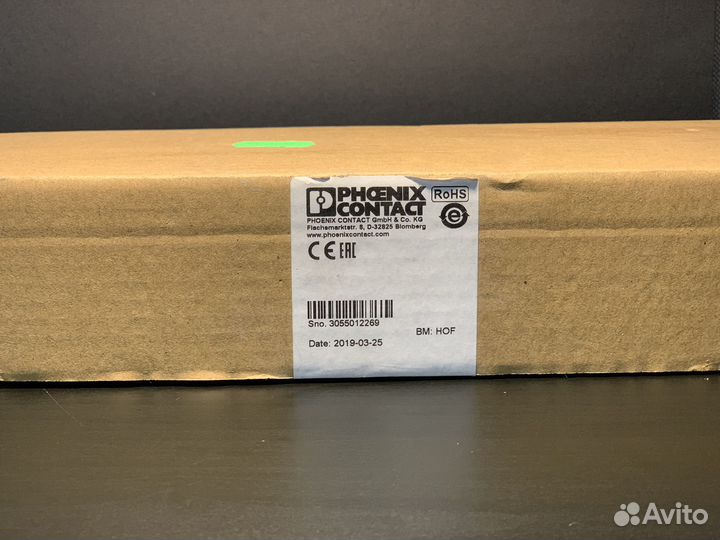 PHŒNIX
CONTACT
RoHS
e
PHOENIX CONTACT GmbH & Co. KG
Flachsmarktstr. 8, D-32825 Blomberg
www.phoenixcontact.com
CE EAC
Sno. 3055012269
BM: HOF
Date: 2019-03-25
Avito